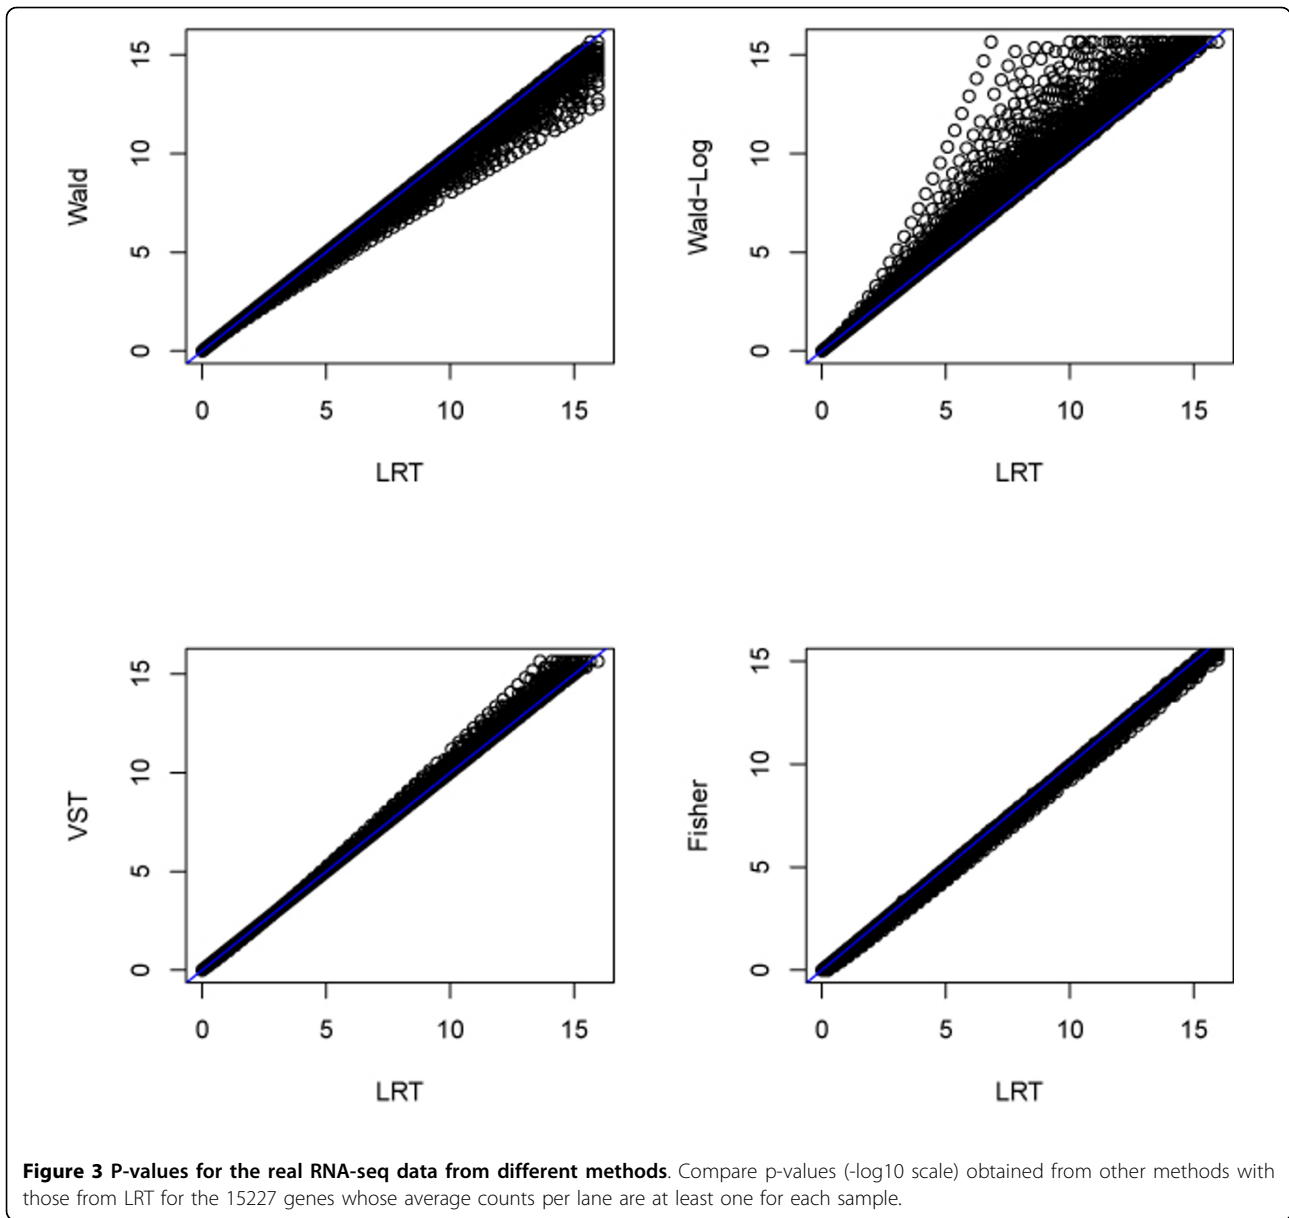 15
10
5
0
Wald
0 5 10 15
LRT
15
10
5
0
Wald-Log
0 5 10 15
LRT
15
10
5
0
VST
0 5 10 15
LRT
15
10
5
0
Fisher
0 5 10 15
LRT
Figure 3 P-values for the real RNA-seq data from different methods. Compare p-values (-log10 scale) obtained from other methods with
those from LRT for the 15227 genes whose average counts per lane are at least one for each sample.